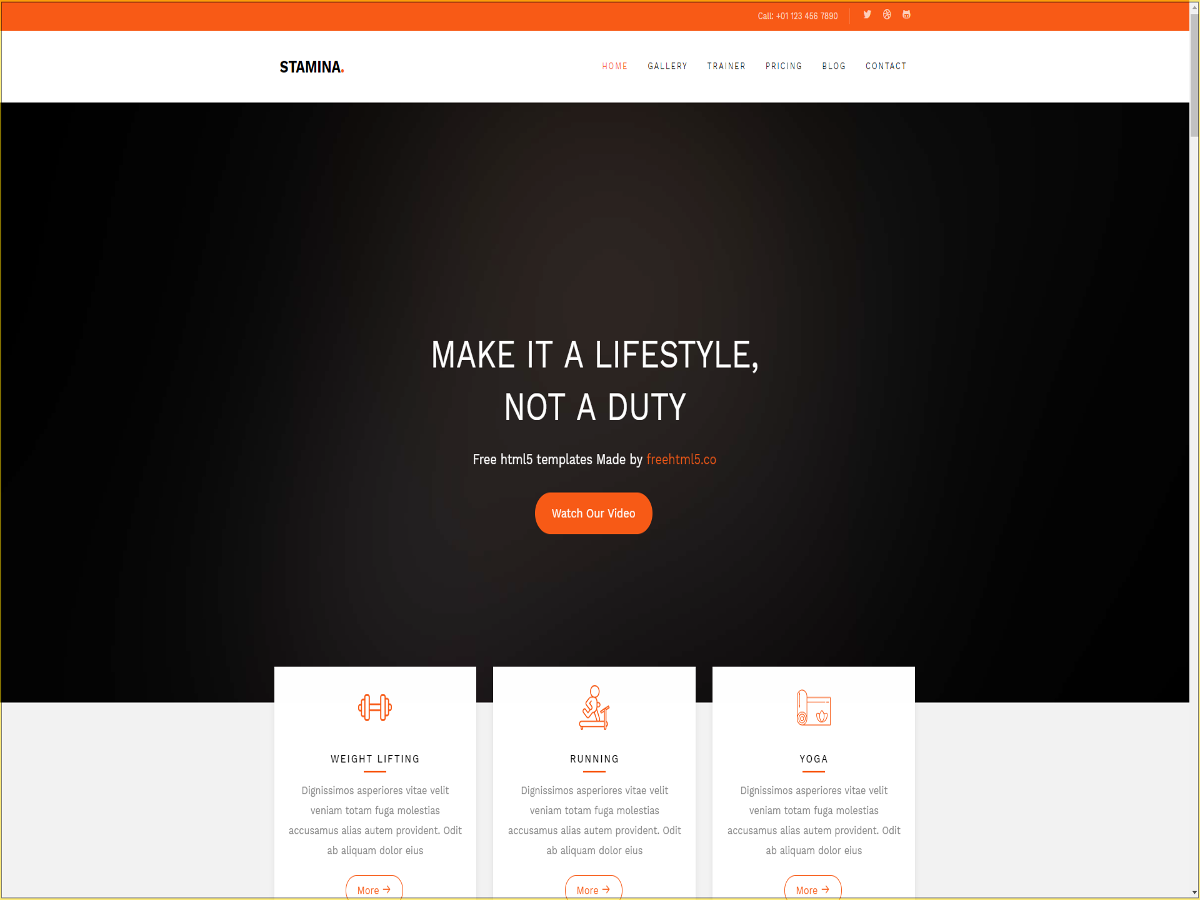 Call: +01 123 456 7890
STAMINA.
HOME GALLERY TRAINER PRICING BLOG CONTACT
MAKE IT A LIFESTYLE,
NOT A DUTY
Free html5 templates Made by freehtml5.co
Watch Our Video
WEIGHT LIFTING
Dignissimos asperiores vitae velit
veniam totam fuga molestias
accusamus alias autem provident. Odit
ab aliquam dolor eius
More →
RUNNING
Dignissimos asperiores vitae velit
veniam totam fuga molestias
accusamus alias autem provident. Odit
ab aliquam dolor eius
More →
YOGA
Dignissimos asperiores vitae velit
veniam totam fuga molestias
accusamus alias autem provident. Odit
ab aliquam dolor eius
More →